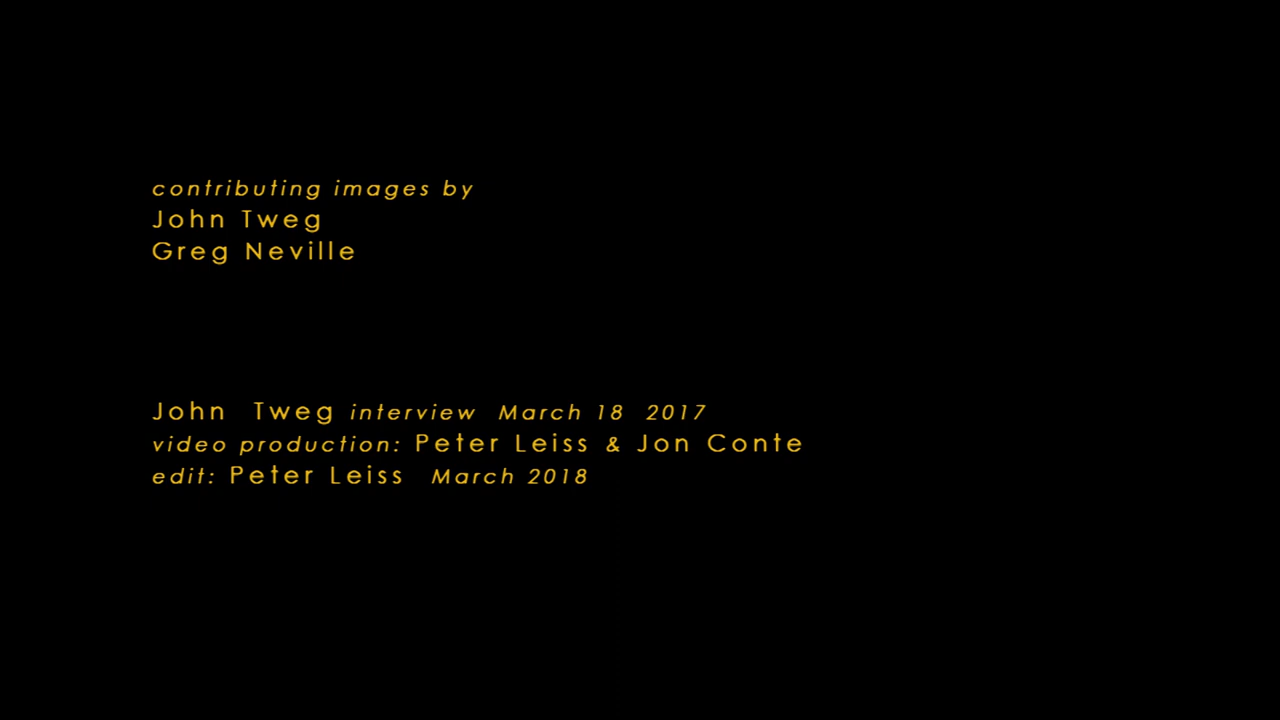 contributing images by
John Tweg
Greg Neville
John Tweg interview March 18 2017
video production: Peter Leiss & Jon Conte
edit: Peter Leiss March 2018